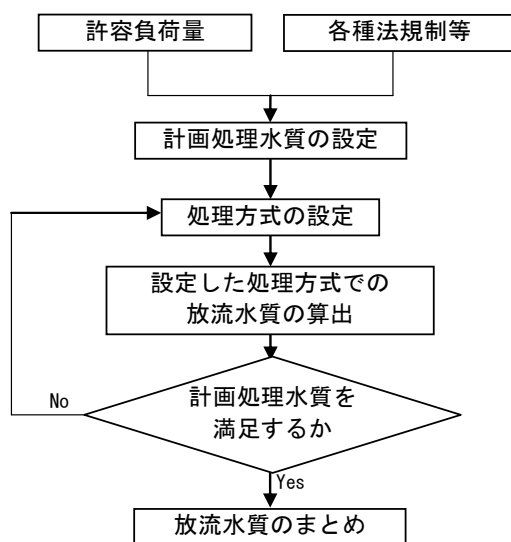 許容負荷量
各種法規制等
計画処理水質の設定
処理方式の設定
設定した処理方式での
放流水質の算出
計画処理水質を
満足するか
No
Yes
放流水質のまとめ